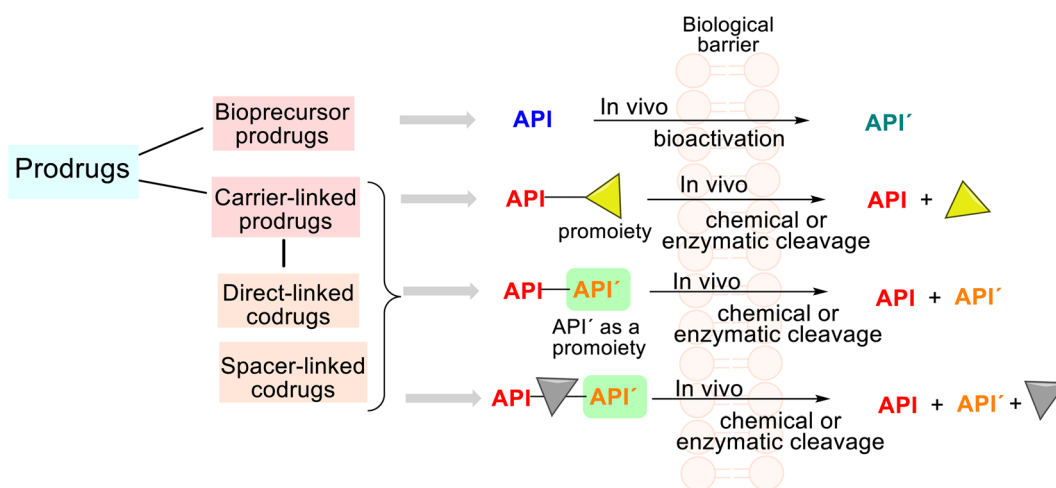 Biological
barrier
Prodrugs
Bioprecursor
prodrugs
API
In vivo
bioactivation
API´
Carrier-linked
prodrugs
API
promoiety
In vivo
chemical or
enzymatic cleavage
API +
Direct-linked
codrugs
API API´
API´ as a
promoiety
In vivo
chemical or
enzymatic cleavage
API + API´
Spacer-linked
codrugs
API API´
In vivo
chemical or
enzymatic cleavage
API + API´ +